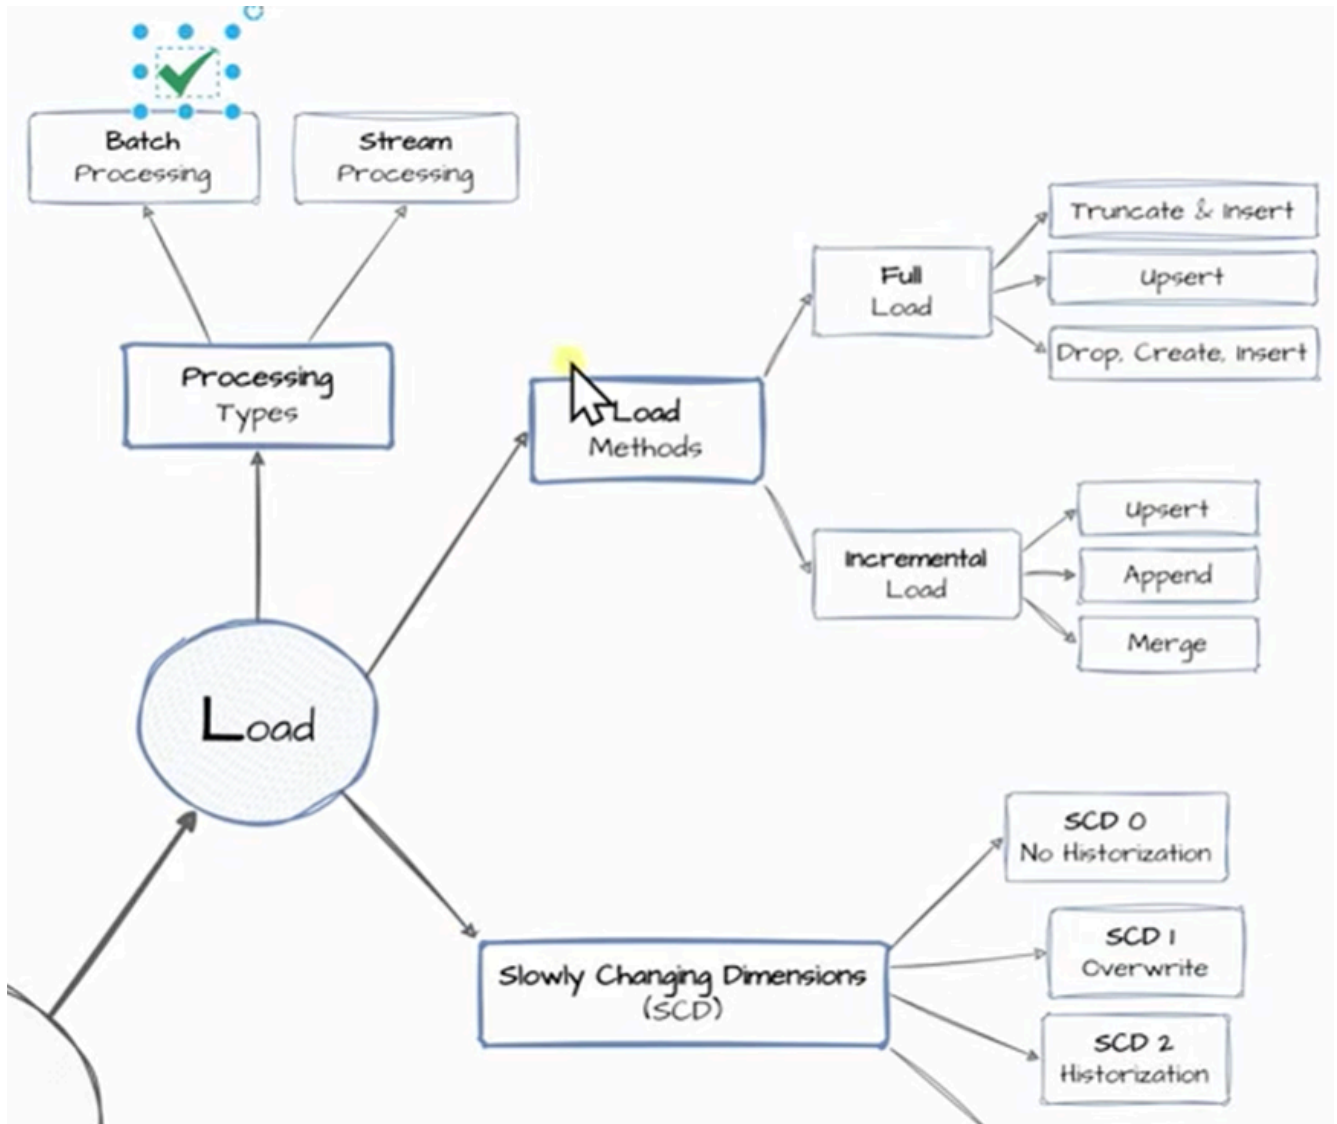 Batch
Processing
Stream
Processing
Processing
Types
Load
Methods
Full
Load
Truncate & Insert
Upsert
Drop, Create, Insert
Incremental
Load
Upsert
Append
Merge
Load
Slowly Changing Dimensions
(SCD)
SCD 0
No Historization
SCD 1
Overwrite
SCD 2
Historization